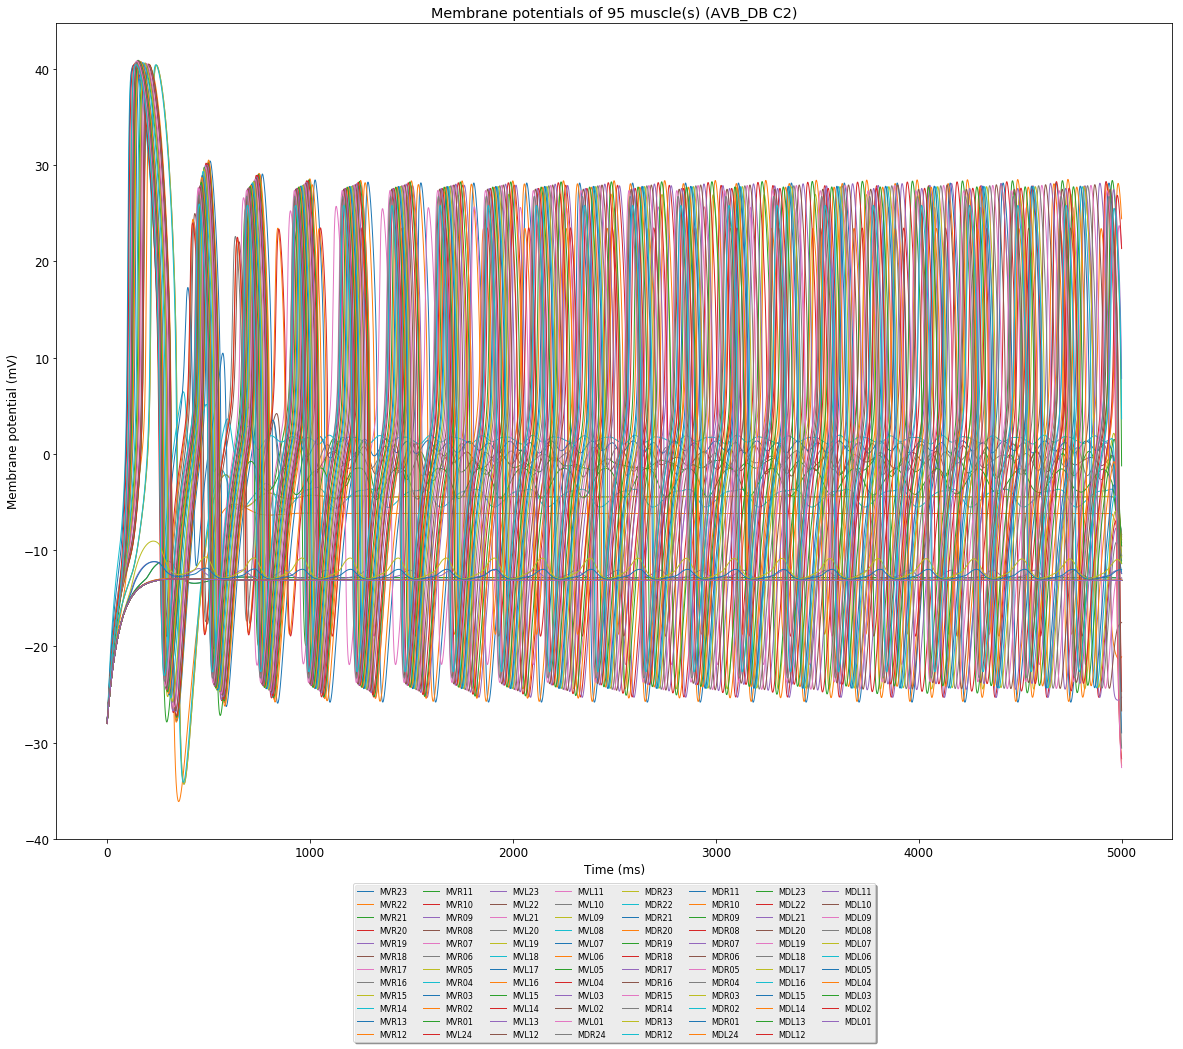 Membrane potentials of 95 muscle(s) (AVB_DB C2)
Membrane potential (mV)
40
30
20
10
0
−10
−20
−30
−40
0 1000 2000 3000 4000 5000
Time (ms)
MVR23 MVR11 MVL23 MVL11 MDR23 MDR11 MDL23 MDL11
MVR22 MVR10 MVL22 MVL10 MDR22 MDR10 MDL22 MDL10
MVR21 MVR09 MVL21 MVL09 MDR21 MDR09 MDL21 MDL09
MVR20 MVR08 MVL20 MVL08 MDR20 MDR08 MDL20 MDL08
MVR19 MVR07 MVL19 MVL07 MDR19 MDR07 MDL19 MDL07
MVR18 MVR06 MVL18 MVL06 MDR18 MDR06 MDL18 MDL06
MVR17 MVR05 MVL17 MVL05 MDR17 MDR05 MDL17 MDL05
MVR16 MVR04 MVL16 MVL04 MDR16 MDR04 MDL16 MDL04
MVR15 MVR03 MVL15 MVL03 MDR15 MDR03 MDL15 MDL03
MVR14 MVR02 MVL14 MVL02 MDR14 MDR02 MDL14 MDL02
MVR13 MVR01 MVL13 MVL01 MDR13 MDR01 MDL13 MDL01
MVR12 MVL24 MVL12 MDR24 MDR12 MDL24 MDL12